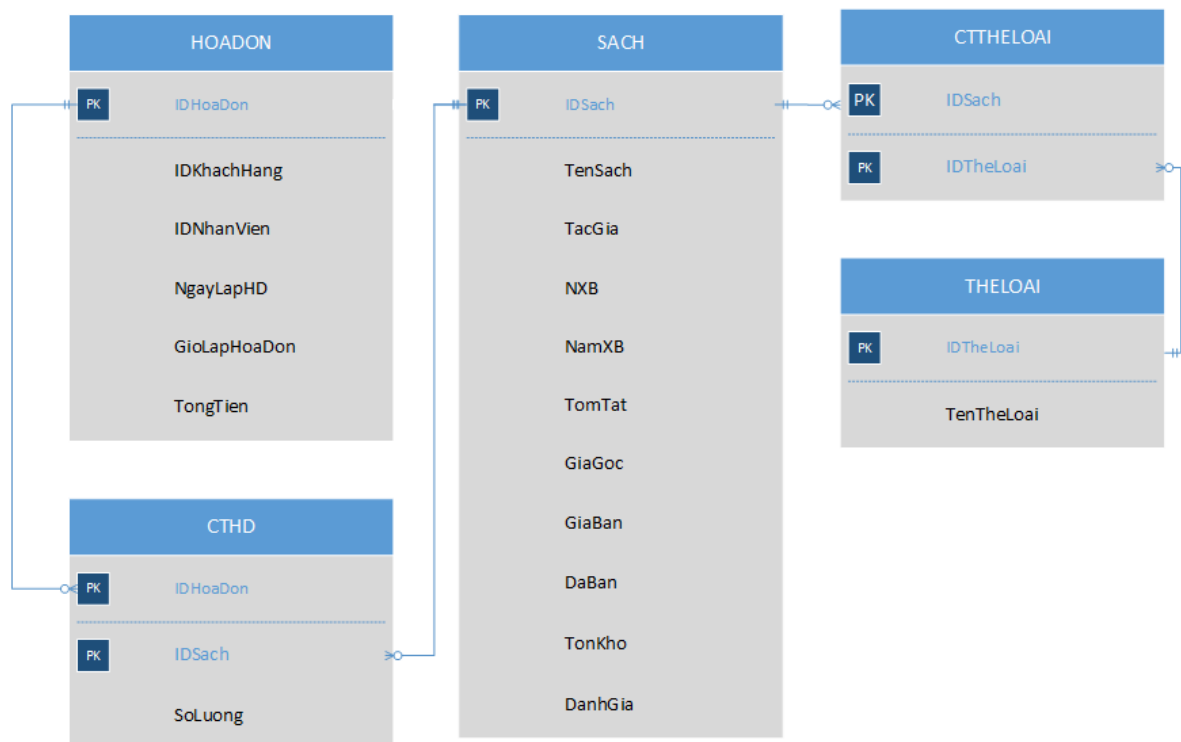 HOADON
PK IDHoaDon
IDKhachHang
IDNhanVien
NgayLapHD
GioLapHoaDon
TongTien
CTHD
PK IDHoaDon
PK IDSach
SoLuong
SACH
PK IDSach
TenSach
TacGia
NXB
NamXB
TomTat
GiaGoc
GiaBan
DaBan
TonKho
DanhGia
CTTHELOAI
PK IDSach
PK IDTheLoai
THELOAI
PK IDTheLoai
TenTheLoai